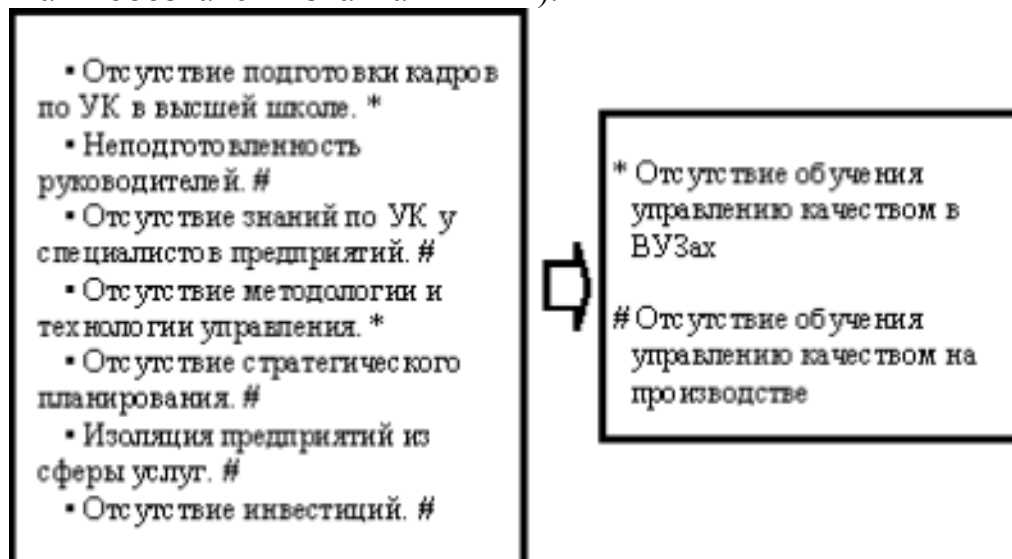 ▪ Отсутствие подготовки кадров
по УК в высшей школе. *
▪ Неподготовленность
руководителей. #
▪ Отсутствие знаний по УК у
специалистов предприятий. #
▪ Отсутствие методологии и
технологии управления. *
▪ Отсутствие стратегического
планирования. #
▪ Изоляция предприятий из
сферы услуг. #
▪ Отсутствие инвестиций. #
* Отсутствие обучения
управлению качеством в
ВУЗах
# Отсутствие обучения
управлению качеством на
производстве